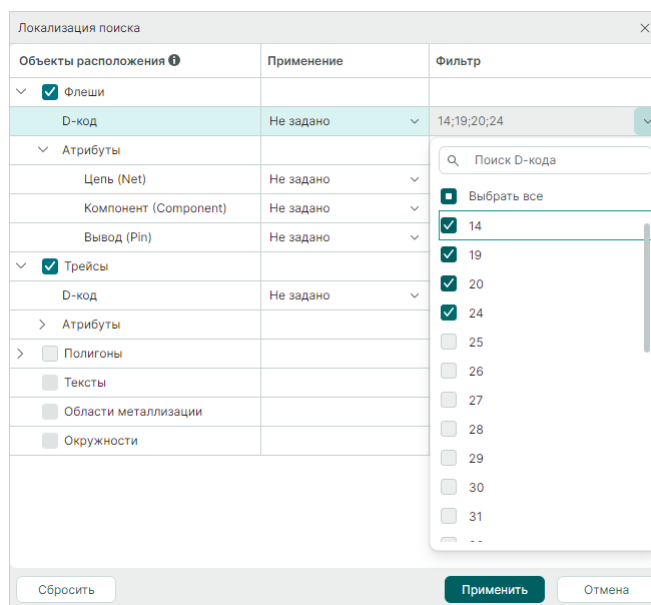 Локализация поиска
Объекты расположения Применение Фильтр
Флеши
D-код Не задано 14;19;20;24
Атрибуты
Поиск D-кода
Цепь (Net) Не задано
Выбрать все
Компонент (Component) Не задано
14
Вывод (Pin) Не задано
19
Трейсы
20
D-код Не задано
24
Атрибуты
25
Полигоны
26
Тексты
27
Области металлизации
28
Окружности
29
30
31
Сбросить Применить Отмена